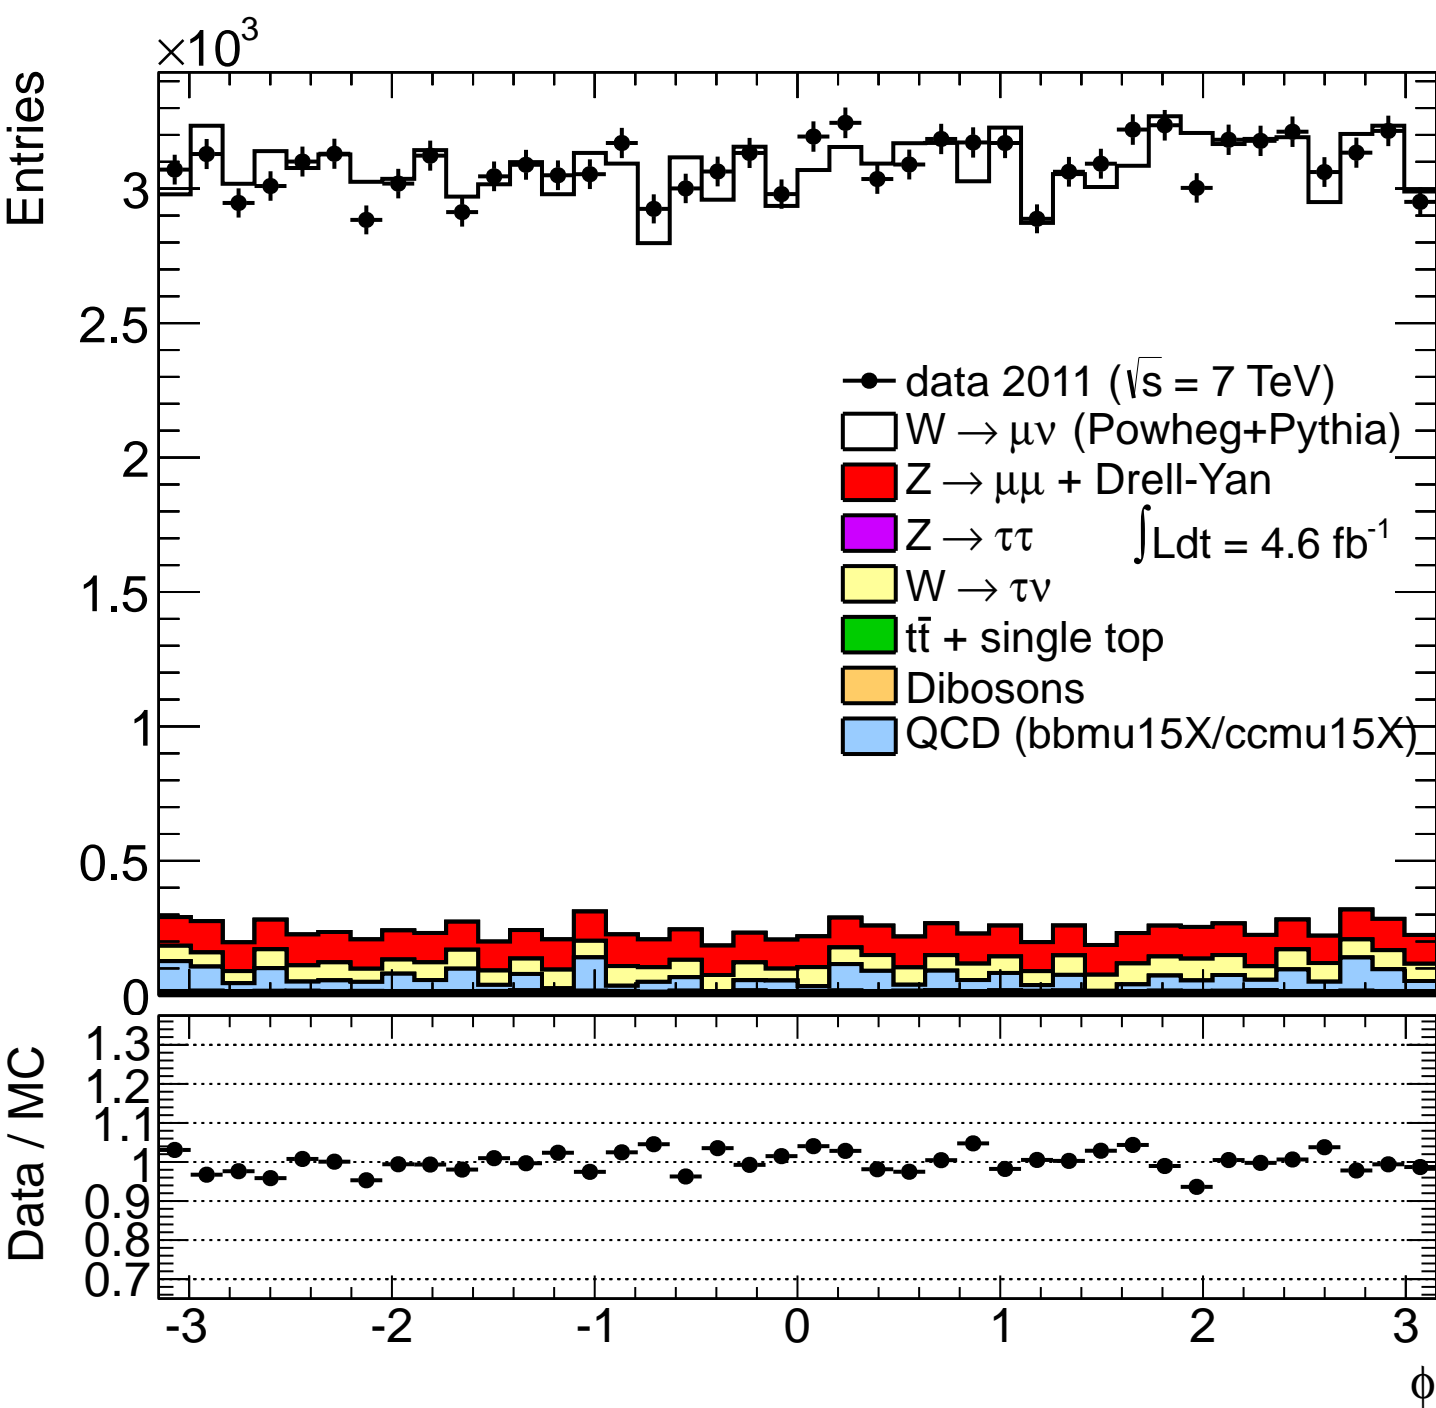 ×10³
Entries
3
2.5
2
1.5
1
0.5
0
data 2011 (√s = 7 TeV)
W → μν (Powheg+Pythia)
Z → μμ + Drell-Yan
Z → ττ
∫Ldt = 4.6 fb⁻¹
W → τν
tt̄ + single top
Dibosons
QCD (bbmu15X/ccmu15X)
Data / MC
1.3
1.2
1.1
1
0.9
0.8
0.7
-3 -2 -1 0 1 2 3
ϕ